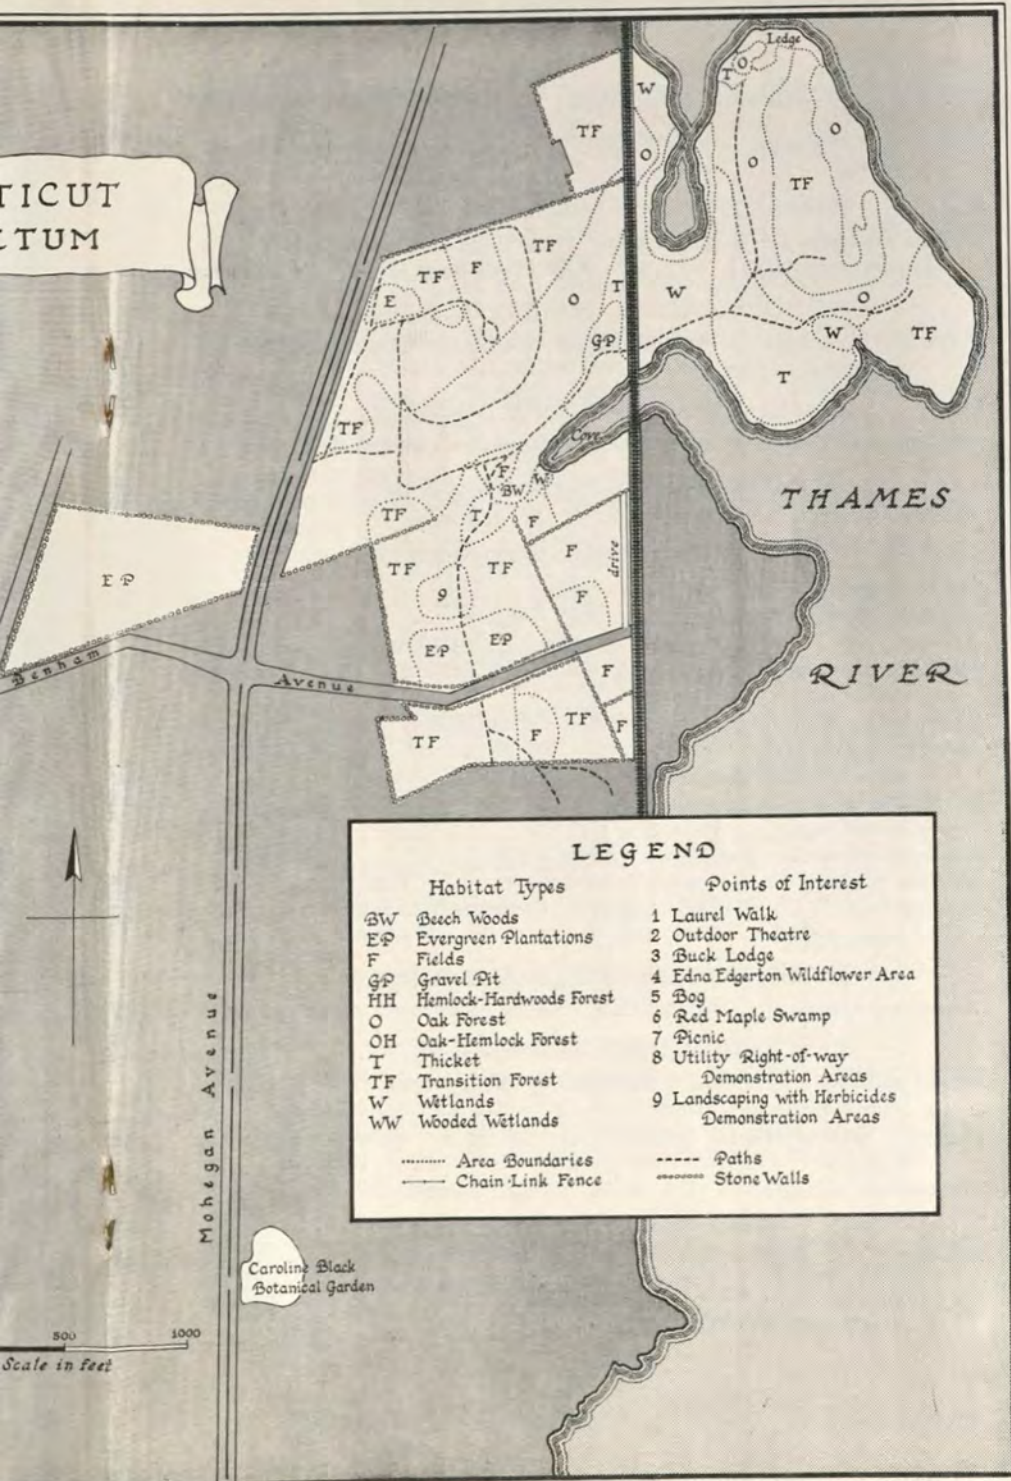 TICUT
TUM
Ledge
T
O
W
TF
O
O
O
TF
TF
TF
F
T
W
E
O
O
GP
W
TF
T
TF
Cove
F
W
BW
THAMES
TF
T
F
F
drive
EP
TF
TF
9
F
EP
EP
RIVER
Benham
Avenue
F
TF
TF
F
F
LEGEND
Habitat Types
BW Beech Woods
EP Evergreen Plantations
F Fields
GP Gravel Pit
HH Hemlock-Hardwoods Forest
O Oak Forest
OH Oak-Hemlock Forest
T Thicket
TF Transition Forest
W Wetlands
WW Wooded Wetlands
Points of Interest
1 Laurel Walk
2 Outdoor Theatre
3 Buck Lodge
4 Edna Edgerton Wildflower Area
5 Bog
6 Red Maple Swamp
7 Picnic
8 Utility Right-of-way
Demonstration Areas
9 Landscaping with Herbicides
Demonstration Areas
Area Boundaries
Chain-Link Fence
Paths
Stone Walls
Mohegan Avenue
Caroline Black
Botanical Garden
500 1000
Scale in feet